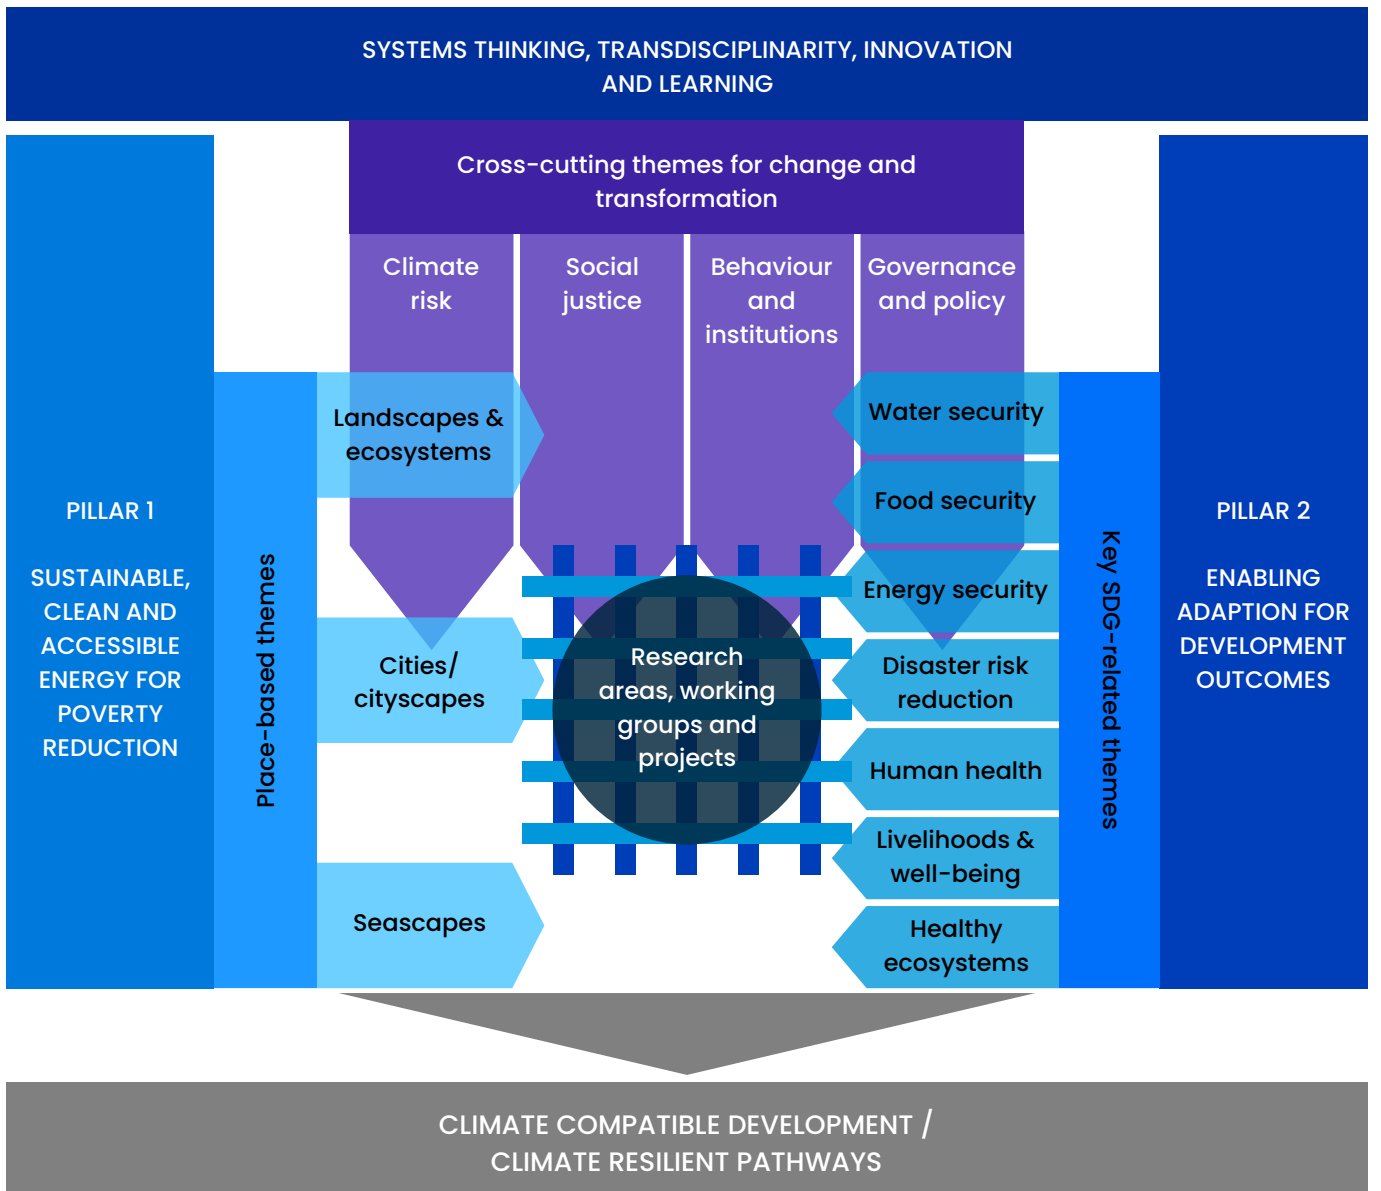 SYSTEMS THINKING, TRANSDISCIPLINARITY, INNOVATION
AND LEARNING
Cross-cutting themes for change and
transformation
Climate
risk
Social
justice
Behaviour
and
institutions
Governance
and policy
PILLAR 1
SUSTAINABLE,
CLEAN AND
ACCESSIBLE
ENERGY FOR
POVERTY
REDUCTION
Place-based themes
Landscapes &
ecosystems
Cities/
cityscapes
Seascapes
Research
areas, working
groups and
projects
Water security
Food security
Energy security
Disaster risk
reduction
Human health
Livelihoods &
well-being
Healthy
ecosystems
Key SDG-related themes
PILLAR 2
ENABLING
ADAPTION FOR
DEVELOPMENT
OUTCOMES
CLIMATE COMPATIBLE DEVELOPMENT /
CLIMATE RESILIENT PATHWAYS